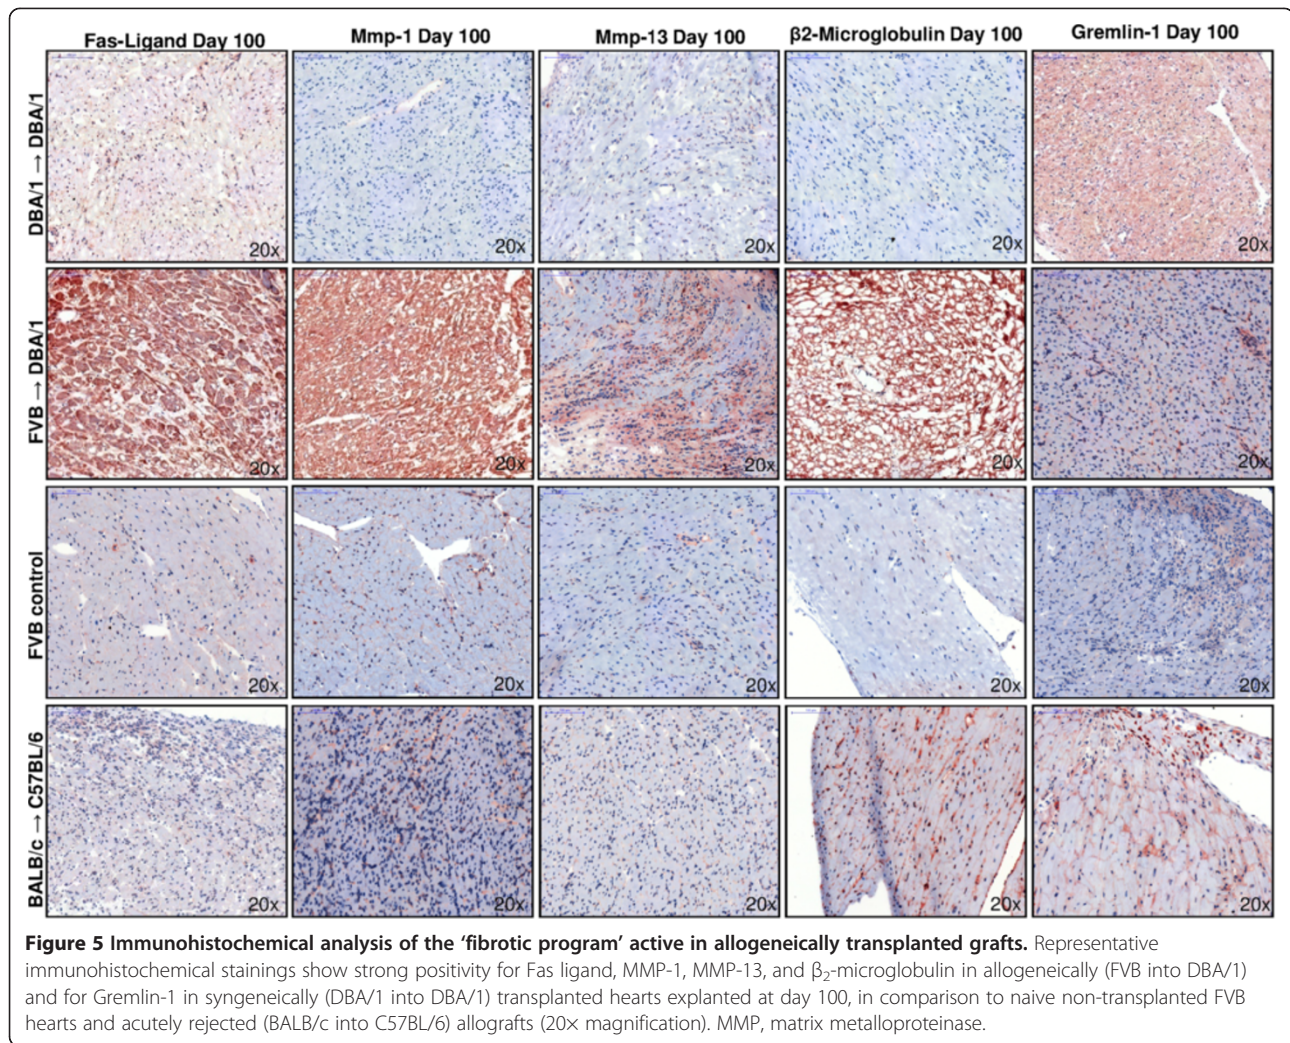 Fas-Ligand Day 100
Mmp-1 Day 100
Mmp-13 Day 100
β2-Microglobulin Day 100
Gremlin-1 Day 100
DBA/1 → DBA/1
20x
20x
20x
20x
20x
FVB → DBA/1
20x
20x
20x
20x
20x
FVB control
20x
20x
20x
20x
20x
BALB/c → C57BL/6
20x
20x
20x
20x
20x
Figure 5 Immunohistochemical analysis of the ‘fibrotic program’ active in allogeneically transplanted grafts. Representative
immunohistochemical stainings show strong positivity for Fas ligand, MMP-1, MMP-13, and β₂-microglobulin in allogeneically (FVB into DBA/1)
and for Gremlin-1 in syngeneically (DBA/1 into DBA/1) transplanted hearts explanted at day 100, in comparison to naive non-transplanted FVB
hearts and acutely rejected (BALB/c into C57BL/6) allografts (20× magnification). MMP, matrix metalloproteinase.